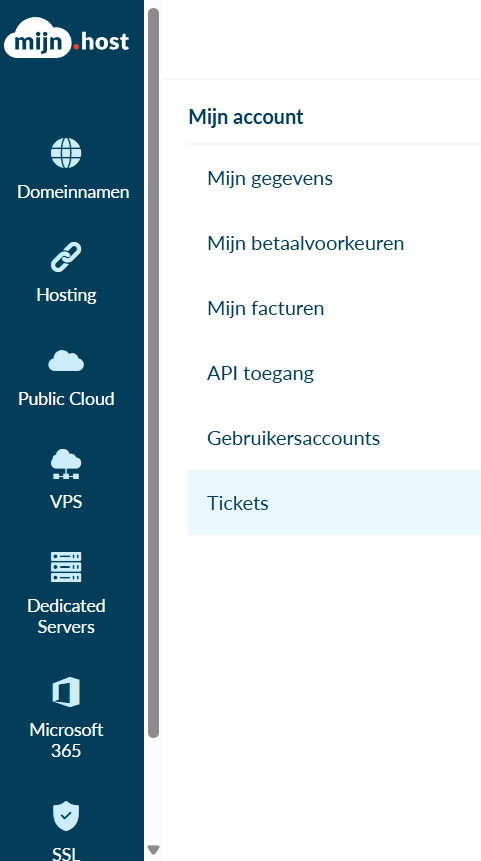 mijn.host
Domeinnamen
Hosting
Public Cloud
VPS
Dedicated
Servers
Microsoft
365
SSL
Mijn account
Mijn gegevens
Mijn betaalvoorkeuren
Mijn facturen
API toegang
Gebruikersaccounts
Tickets